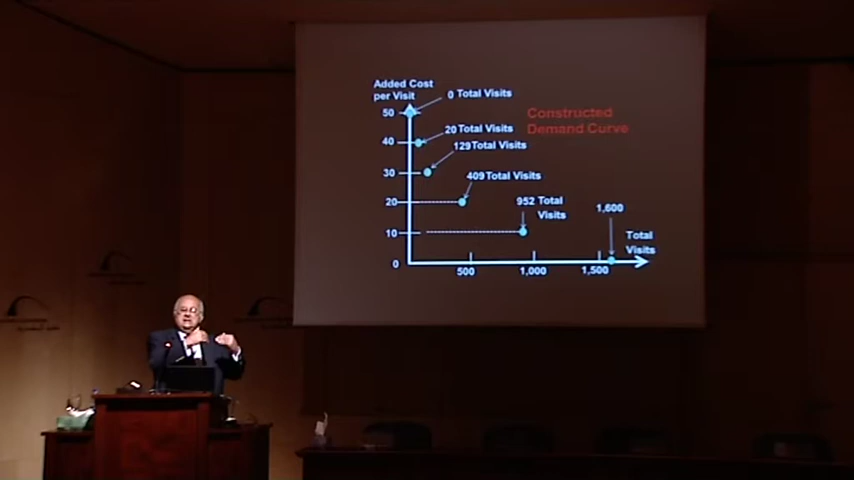 Added Cost
per Visit
0 Total Visits
50
Constructed
Demand Curve
20 Total Visits
40
129 Total Visits
30
409 Total Visits
20
952 Total
Visits
1,600
10
Total
Visits
0
500
1,000
1,500